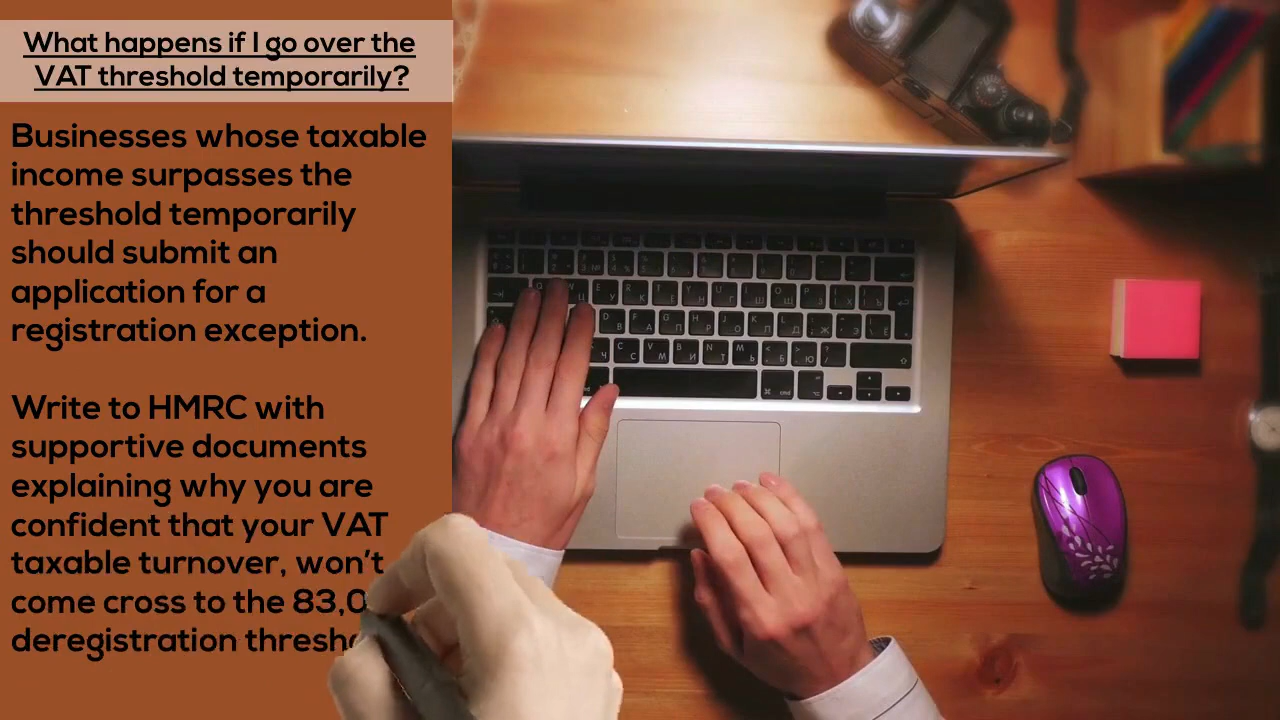 What happens if I go over the
VAT threshold temporarily?
Businesses whose taxable
income surpasses the
threshold temporarily
should submit an
application for a
registration exception.
Write to HMRC with
supportive documents
explaining why you are
confident that your VAT
taxable turnover, won't
come cross to the
deregistration